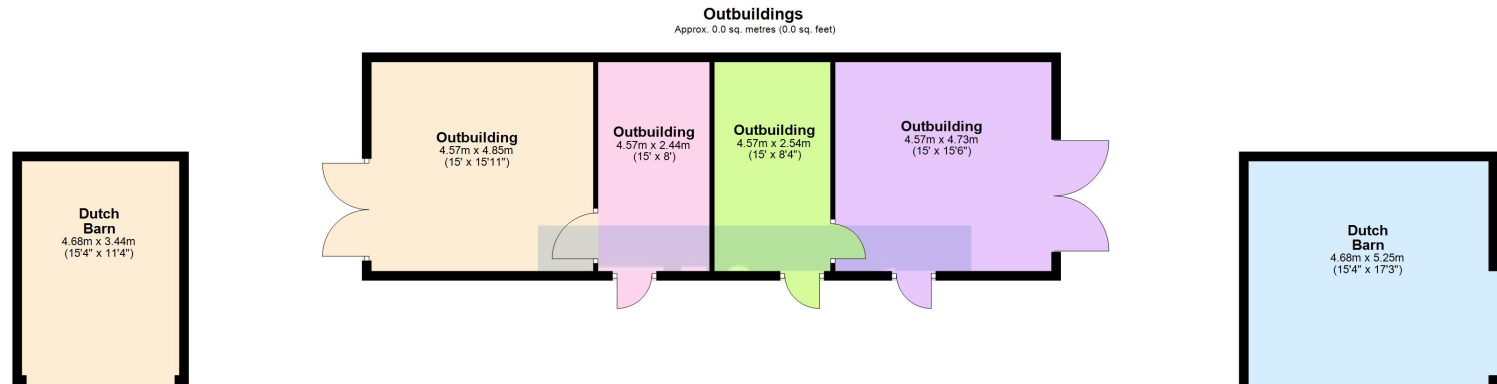 Outbuildings
Approx. 0.0 sq. metres (0.0 sq. feet)
Outbuilding
4.57m x 4.85m
(15' x 15'11")
Outbuilding
4.57m x 2.44m
(15' x 8')
Outbuilding
4.57m x 2.54m
(15' x 8'4")
Outbuilding
4.57m x 4.73m
(15' x 15'6")
Dutch
Barn
4.68m x 3.44m
(15'4" x 11'4")
Dutch
Barn
4.68m x 5.25m
(15'4" x 17'3")